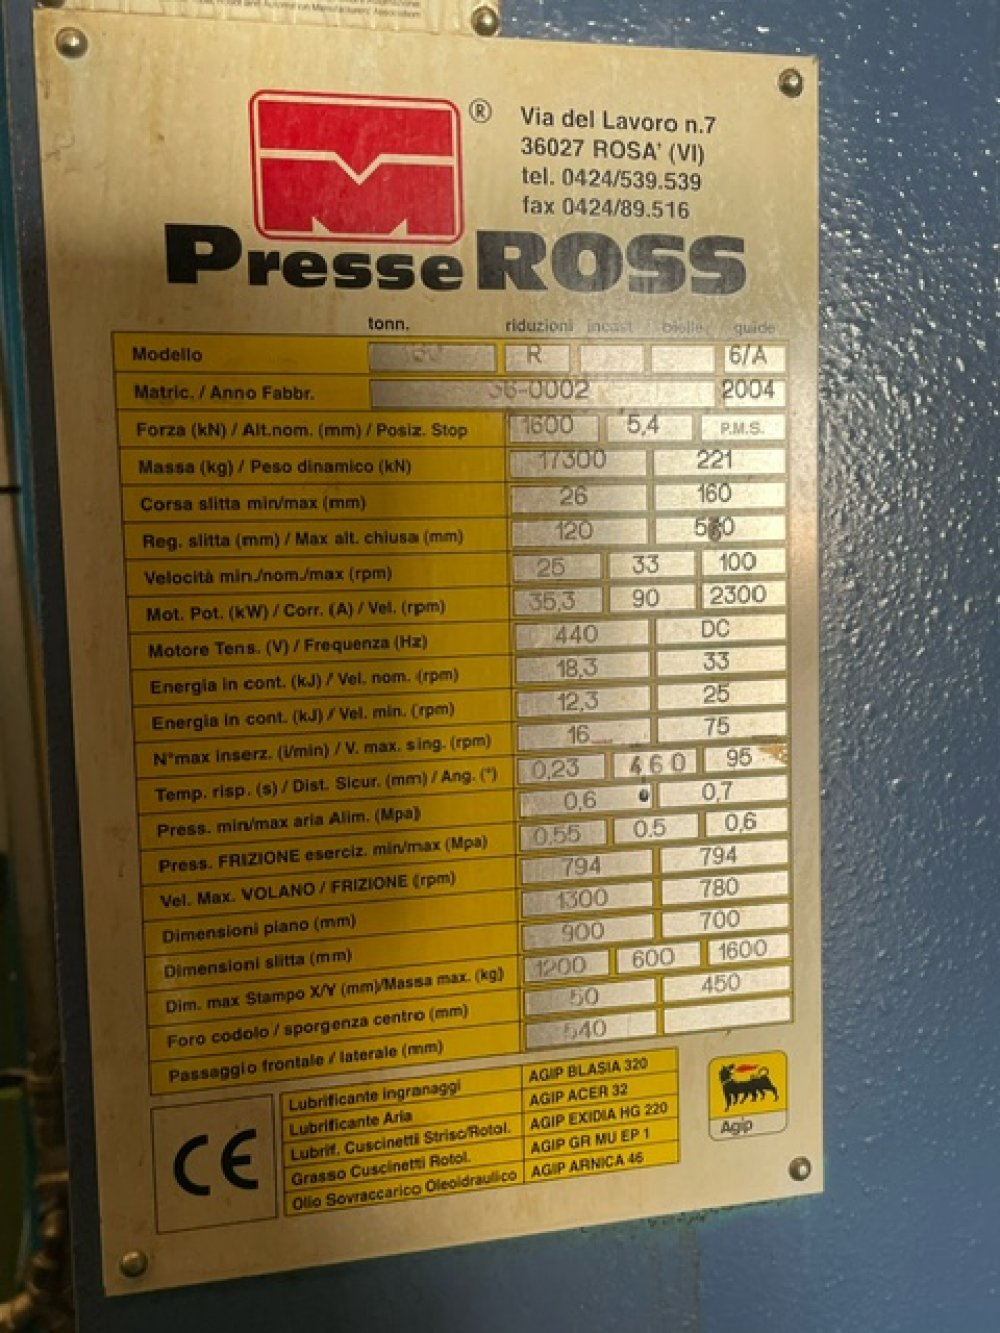 Via del Lavoro n.7
36027 ROSA' (VI)
tel. 0424/539.539
fax 0424/89.516
®
Presse ROSS
tonn. riduzioni incast bielle guide
Modello 160 R 6/A
Matric. / Anno Fabbr. 36-0002 2004
Forza (kN) / Alt.nom. (mm) / Posiz. Stop 1600 5,4 P.M.S.
Massa (kg) / Peso dinamico (kN) 17300 221
Corsa slitta min/max (mm) 26 160
Reg. slitta (mm) / Max alt. chiusa (mm) 120
Velocità min./nom./max (rpm) 25 33 100
Mot. Pot. (kW) / Corr. (A) / Vel. (rpm) 35,3 90 2300
Motore Tens. (V) / Frequenza (Hz) 440 DC
Energia in cont. (kJ) / Vel. nom. (rpm) 18,3 33
Energia in cont. (kJ) / Vel. min. (rpm) 12,3 25
N°max inserz. (i/min) / V. max. sing. (rpm) 16 75
Temp. risp. (s) / Dist. Sicur. (mm) / Ang. (°) 0,23 460 95
Press. min/max aria Alim. (Mpa) 0,6 0,7
Press. FRIZIONE eserciz. min/max (Mpa) 0,55 0.5 0,6
Vel. Max. VOLANO / FRIZIONE (rpm) 794 794
Dimensioni piano (mm) 1300 780
Dimensioni slitta (mm) 900 700
Dim. max Stampo X/Y (mm)/Massa max. (kg) 1200 600 1600
Foro codolo / sporgenza centro (mm) 50 450
Passaggio frontale / laterale (mm) 540
CE
Lubrificante Ingranaggi AGIP BLASIA 320
Lubrificante Aria AGIP ACER 32
Lubrif. Cuscinetti Strisc/Rotol. AGIP EXIDIA HG 220
Grasso Cuscinetti Rotol. AGIP GR MU EP 1
Olio Sovraccarico Oleoidraulico AGIP ARNICA 46
Agip